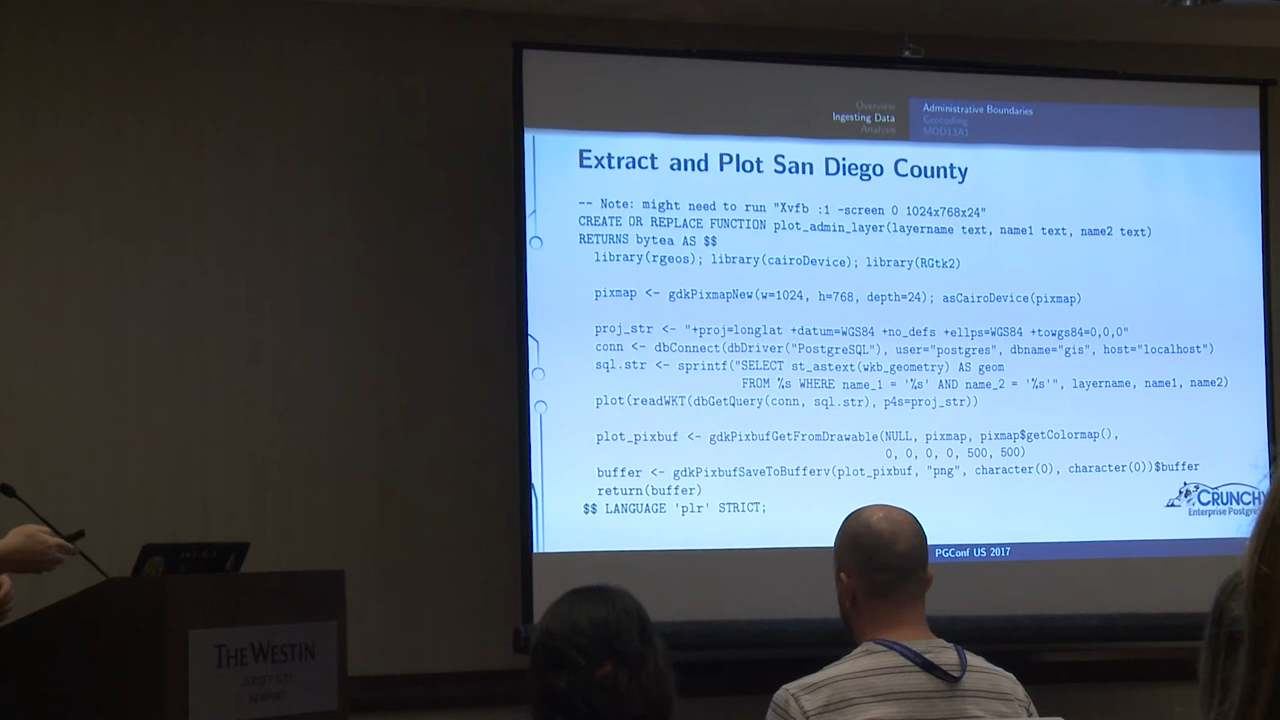 Overview
Ingesting Data
Analysis
Administrative Boundaries
Geocoding
MOD13A1
Extract and Plot San Diego County
-- Note: might need to run "Xvfb :1 -screen 0 1024x768x24"
CREATE OR REPLACE FUNCTION plot_admin_layer(layername text, name1 text, name2 text)
RETURNS bytea AS $$
library(rgeos); library(cairoDevice); library(RGtk2)
pixmap <- gdkPixmapNew(w=1024, h=768, depth=24); asCairoDevice(pixmap)
proj_str <- "+proj=longlat +datum=WGS84 +no_defs +ellps=WGS84 +towgs84=0,0,0"
conn <- dbConnect(dbDriver("PostgreSQL"), user="postgres", dbname="gis", host="localhost")
sql.str <- sprintf("SELECT st_astext(wkb_geometry) AS geom
FROM %s WHERE name_1 = '%s' AND name_2 = '%s'", layername, name1, name2)
plot(readWKT(dbGetQuery(conn, sql.str), p4s=proj_str))
plot_pixbuf <- gdkPixbufGetFromDrawable(NULL, pixmap, pixmap$getColormap(),
0, 0, 0, 0, 500, 500)
buffer <- gdkPixbufSaveToBufferv(plot_pixbuf, "png", character(0), character(0))$buffer
return(buffer)
$$ LANGUAGE 'plr' STRICT;
CRUNCHY
Enterprise Postgre
PGConf US 2017
THE WESTIN
JERSEY CITY
NEWPORT